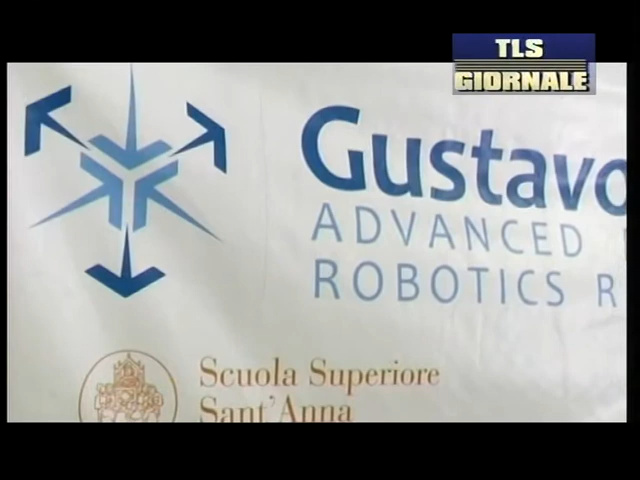 TLS
GIORNALE
Gustavo
ADVANCED
ROBOTICS R
Scuola Superiore
Sant'Anna